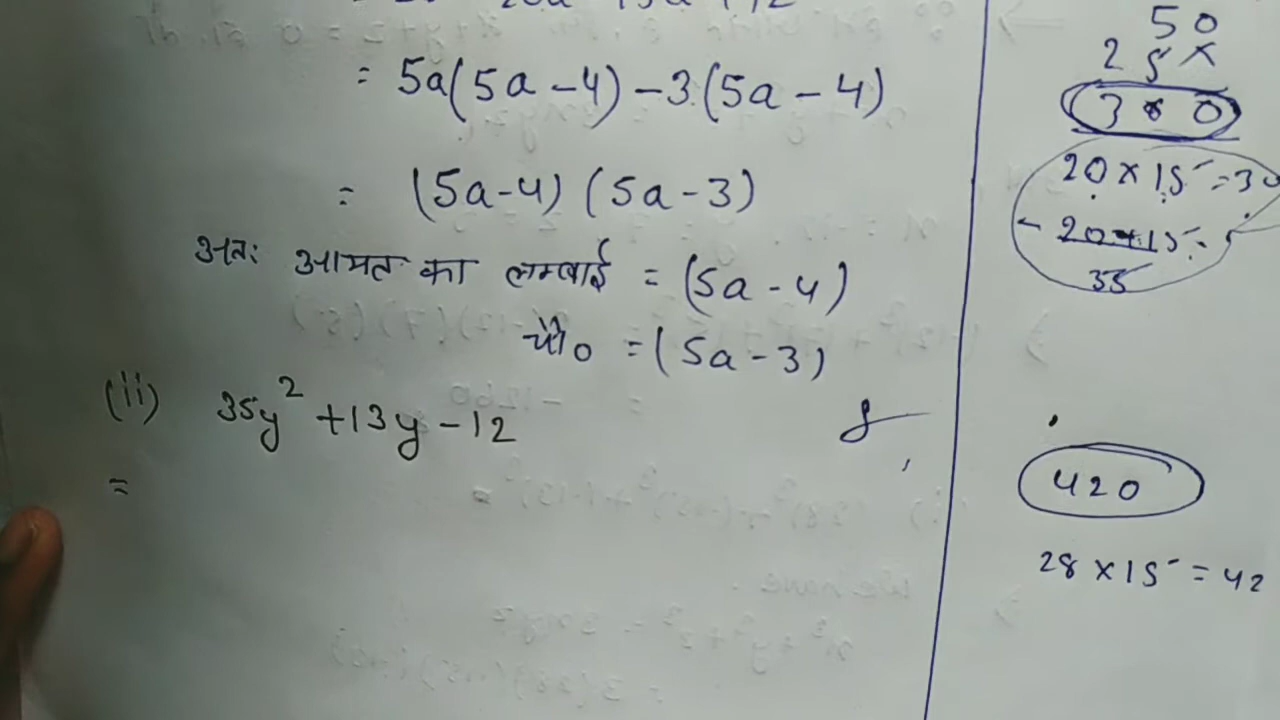 = 5a(5a-4)-3(5a-4)
= (5a-4) (5a-3)
अतः आयत का लम्बाई = (5a-4)
चौ० = (5a-3)
(ii) 35y² +13y-12
=
50
25×
300
20×15=30
35
420
28×15=42